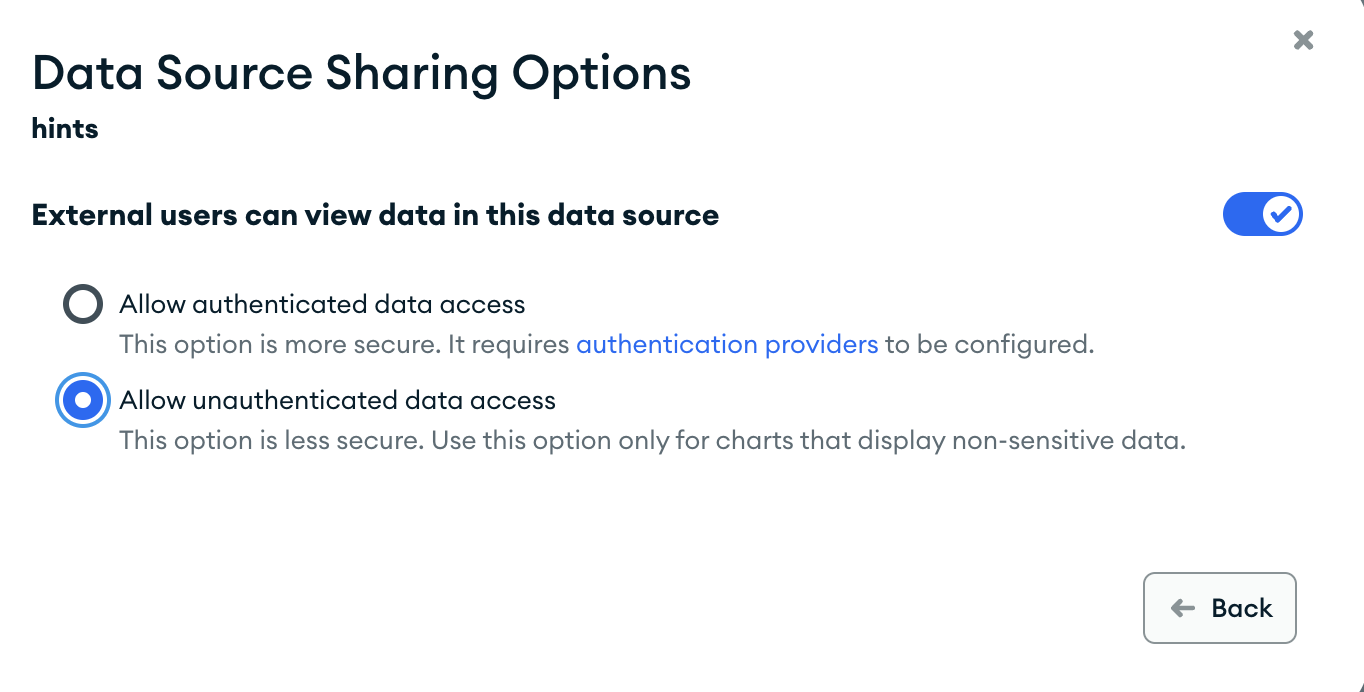 Data Source Sharing Options
hints
External users can view data in this data source
Allow authenticated data access
This option is more secure. It requires authentication providers to be configured.
Allow unauthenticated data access
This option is less secure. Use this option only for charts that display non-sensitive data.
Back